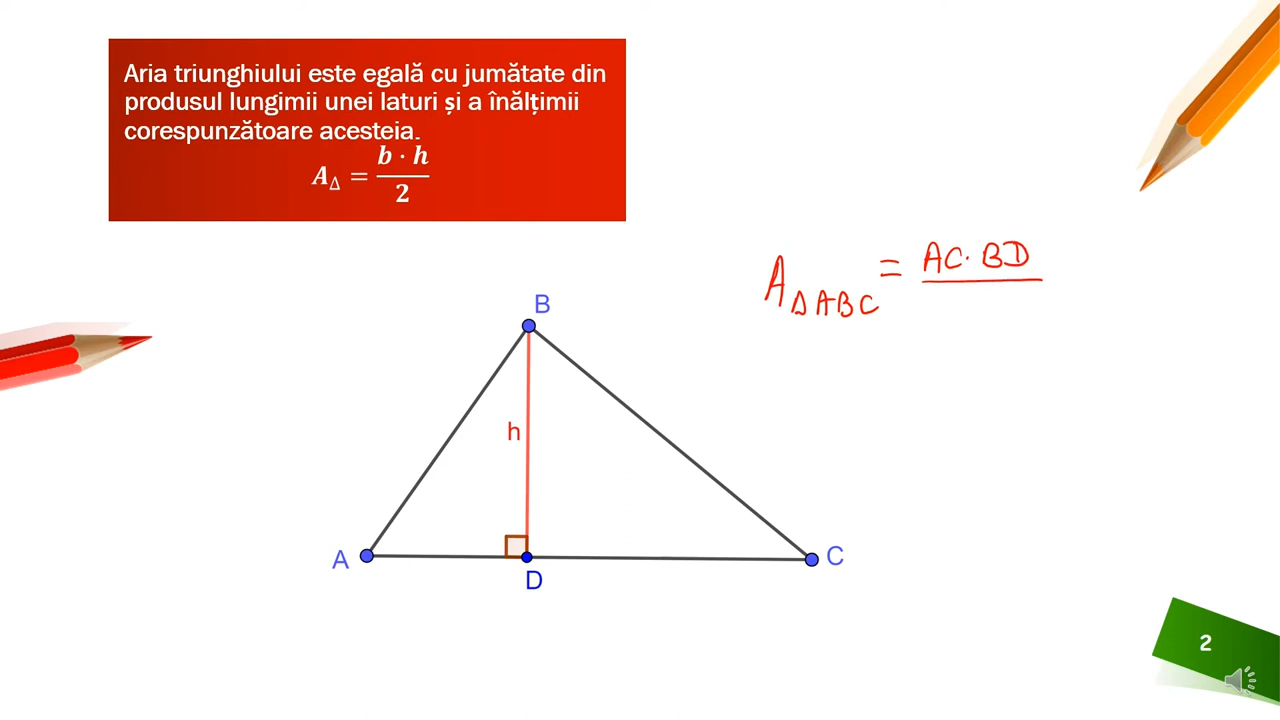 Aria triunghiului este egală cu jumătate din
produsul lungimii unei laturi și a înălțimii
corespunzătoare acesteia.
A△ = b · h / 2
A△ABC = AC · BD
B
h
A
D
C
2